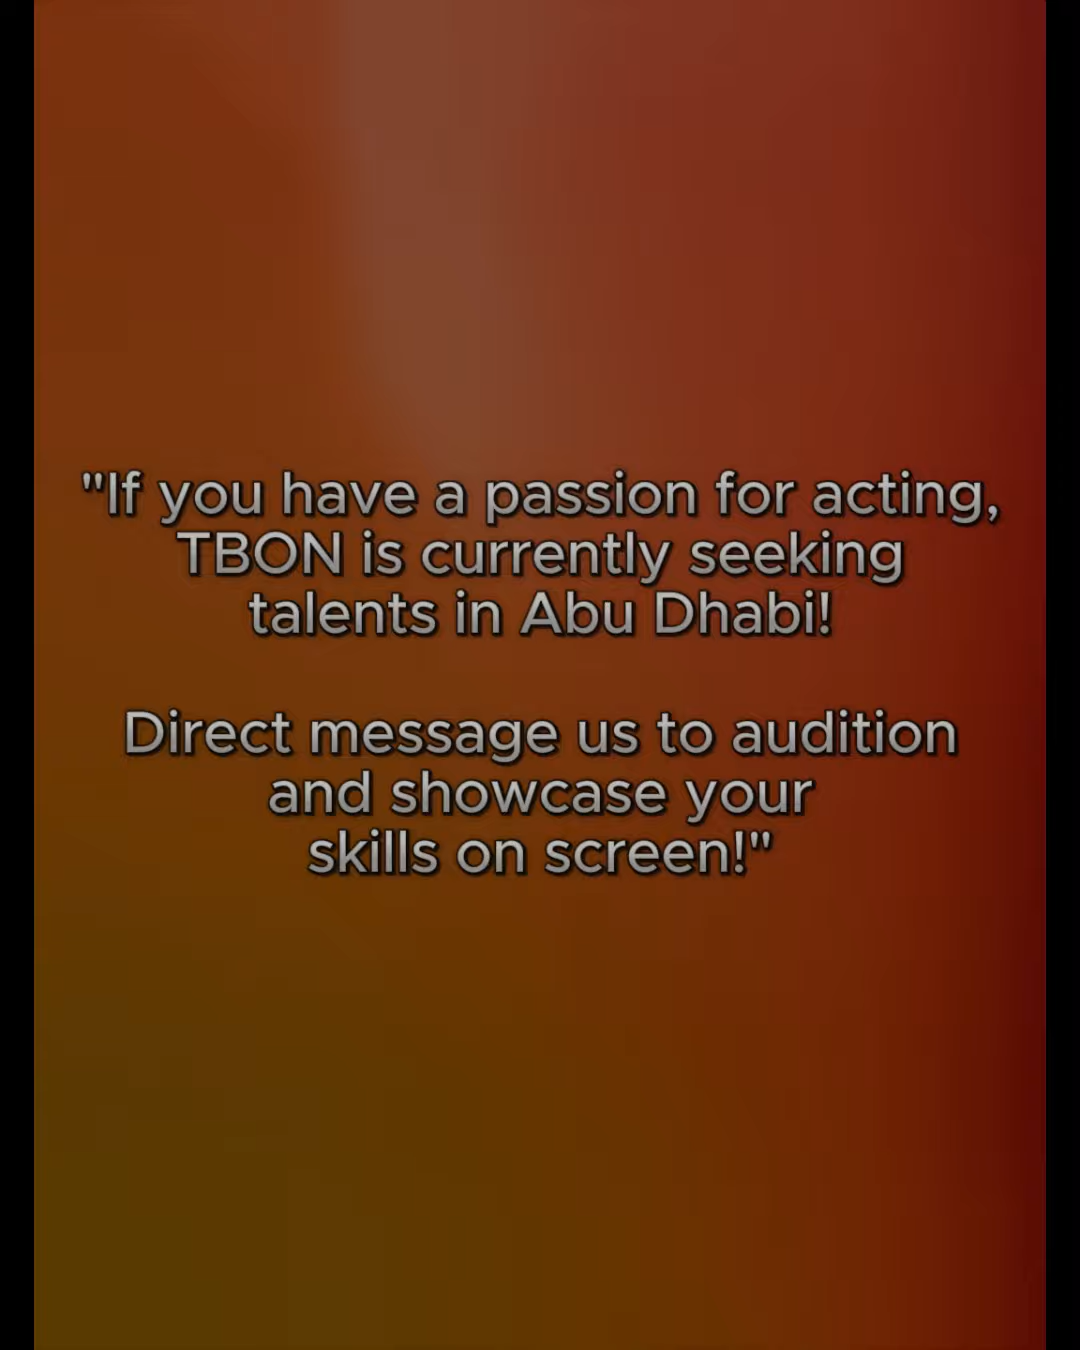 "If you have a passion for acting,
TBON is currently seeking
talents in Abu Dhabi!
Direct message us to audition
and showcase your
skills on screen!"